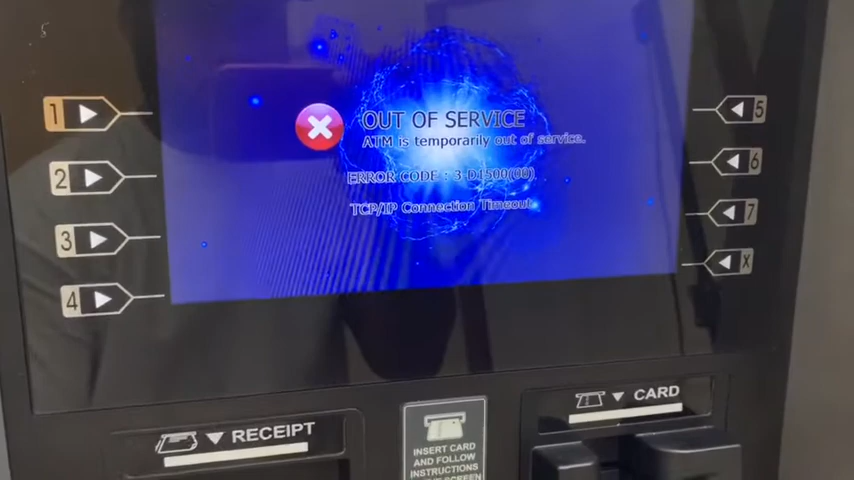 OUT OF SERVICE
ATM is temporarily out of service.
ERROR CODE : 3-D1500(00)
TCP/IP Connection Timeout
1
2
3
4
5
6
7
X
RECEIPT
INSERT CARD
AND FOLLOW
INSTRUCTIONS
SCREEN
CARD